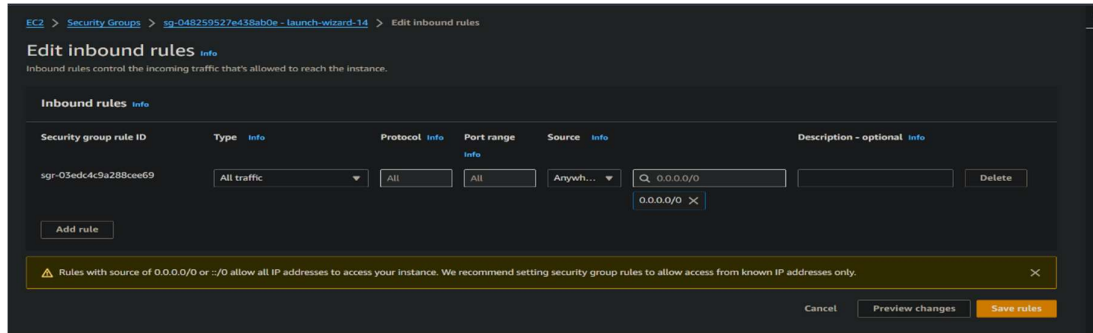 EC2 > Security Groups > sg-048259527e438ab0e - launch-wizard-14 > Edit inbound rules
Edit inbound rules Info
Inbound rules control the incoming traffic that's allowed to reach the instance.
Inbound rules Info
Security group rule ID Type Info Protocol Info Port range Info Source Info Description - optional Info
sgr-03edc4c9a288cee69 All traffic All All Anywh... 0.0.0.0/0 Delete
0.0.0.0/0
Add rule
Rules with source of 0.0.0.0/0 or ::/0 allow all IP addresses to access your instance. We recommend setting security group rules to allow access from known IP addresses only.
Cancel Preview changes Save rules